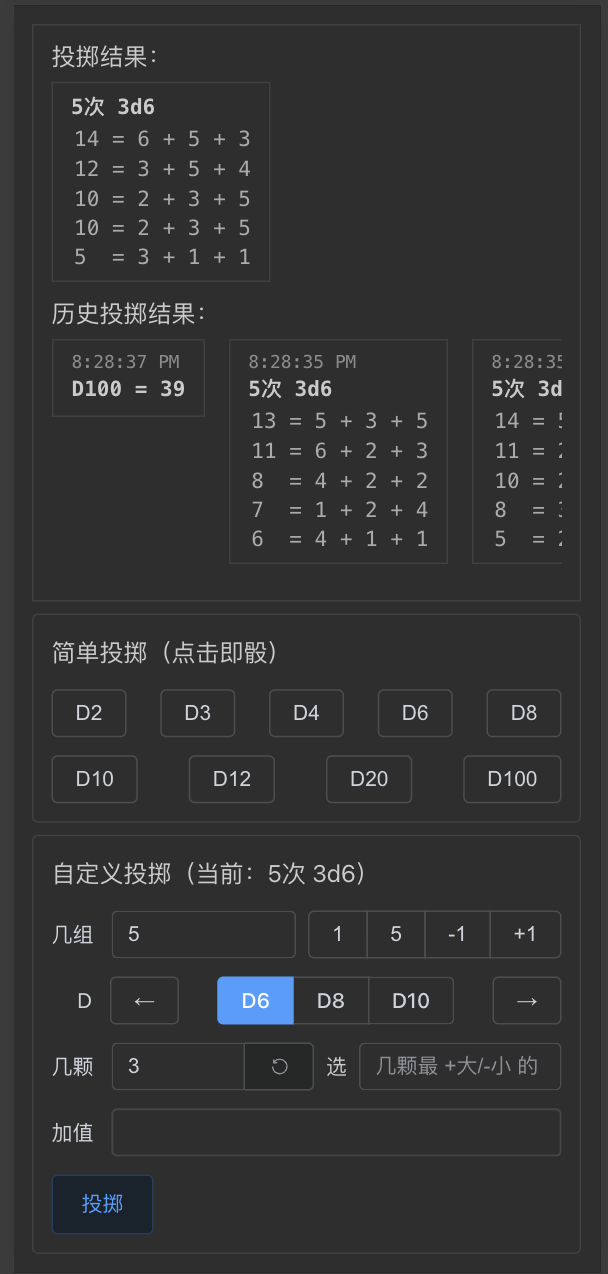 投掷结果：
5次 3d6
14 = 6 + 5 + 3
12 = 3 + 5 + 4
10 = 2 + 3 + 5
10 = 2 + 3 + 5
5  = 3 + 1 + 1
历史投掷结果：
8:28:37 PM
D100 = 39
8:28:35 PM
5次 3d6
13 = 5 + 3 + 5
11 = 6 + 2 + 3
8  = 4 + 2 + 2
7  = 1 + 2 + 4
6  = 4 + 1 + 1
8:28:35
5次 3d
14 = 5
11 = 2
10 = 2
8  = 3
5  = 2
简单投掷（点击即骰）
D2 D3 D4 D6 D8
D10 D12 D20 D100
自定义投掷（当前：5次 3d6）
几组 5 1 5 -1 +1
D ← D6 D8 D10 →
几颗 3 选 几颗最 +大/-小 的
加值
投掷